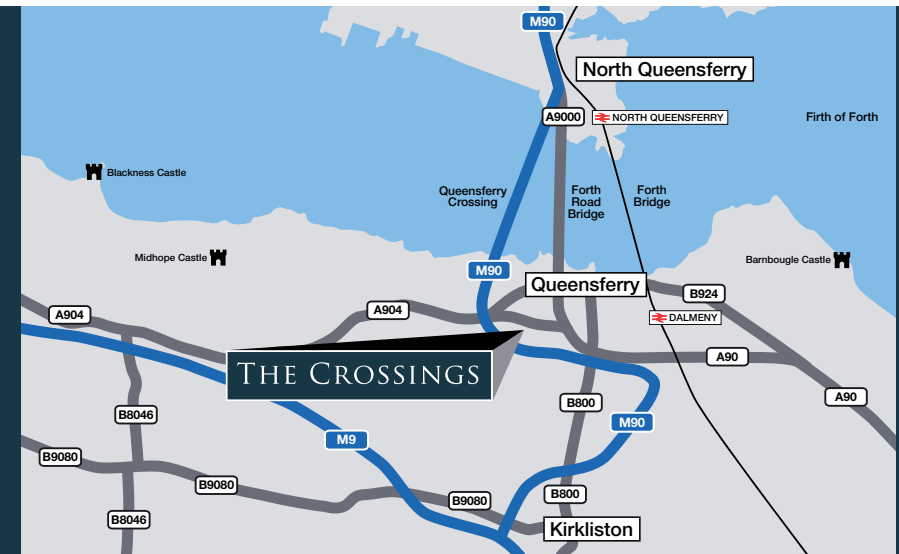 M90
North Queensferry
A9000
NORTH QUEENSFERRY
Firth of Forth
Blackness Castle
Queensferry
Crossing
Forth
Road
Bridge
Forth
Bridge
Midhope Castle
Barnbougle Castle
M90
Queensferry
B924
A904
A904
DALMENY
A90
THE CROSSINGS
A90
B8046
B800
M90
M9
B9080
B9080
B9080
B800
B8046
Kirkliston